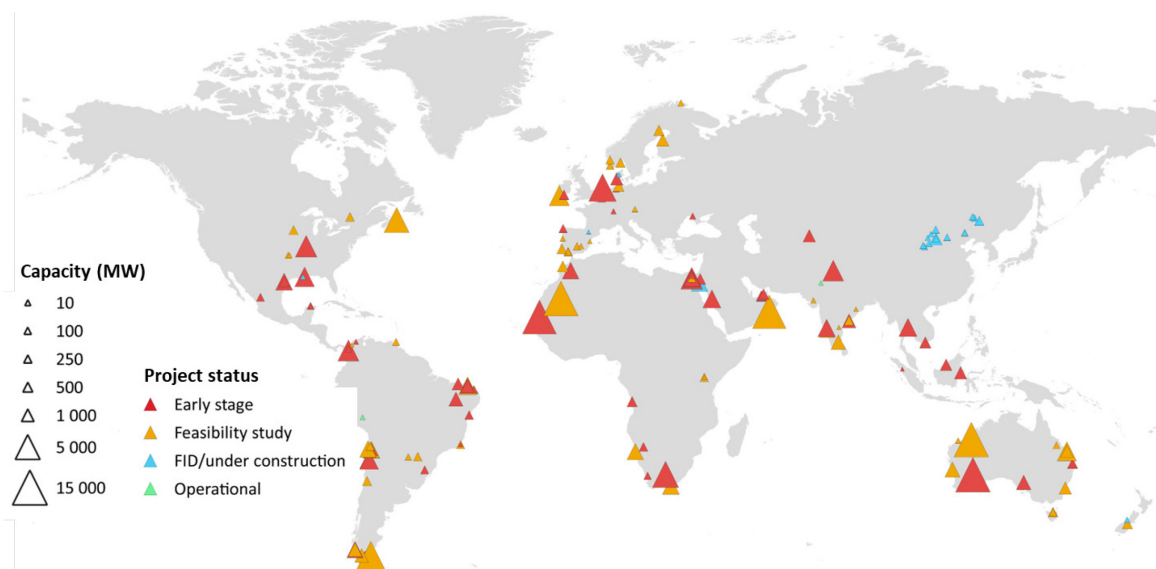 Capacity (MW)
10
100
250
500
1 000
5 000
15 000
Project status
Early stage
Feasibility study
FID/under construction
Operational